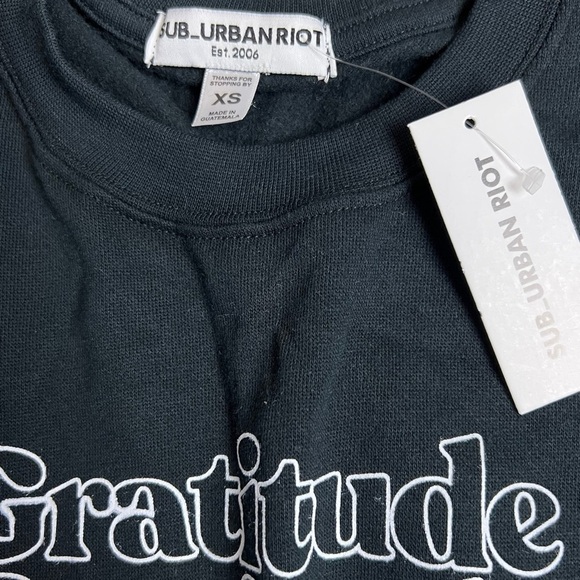 SUB_URBAN RIOT
Est. 2006
THANKS FOR
STOPPING BY
XS
MADE IN
GUATEMALA
SUB_URBAN RIOT
Gratitude